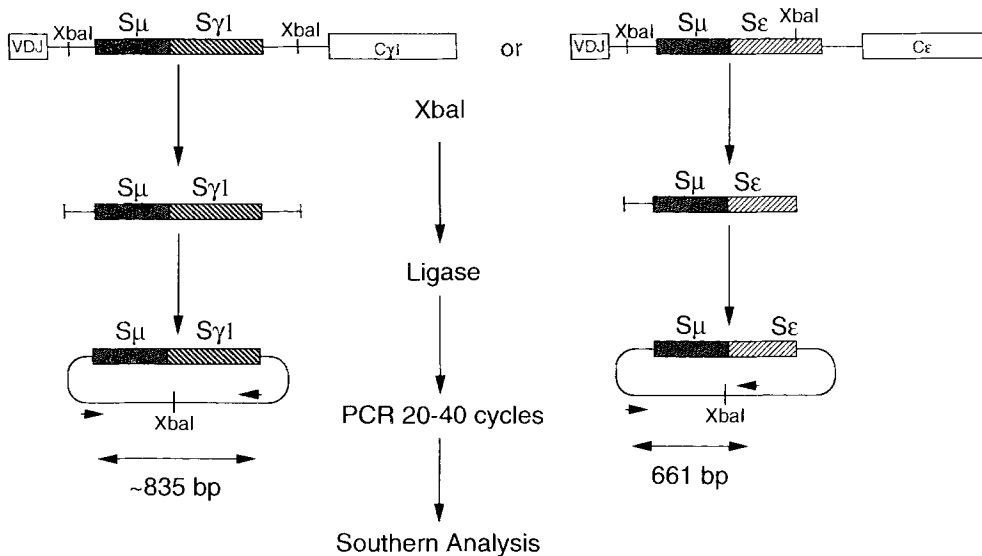 Sμ Sγ1
XbaI XbaI
VDJ Cγ1
or
Sμ Sε XbaI
XbaI
VDJ Cε
XbaI
Sμ Sγ1
Sμ Sε
Ligase
Sμ Sγ1
Sμ Sε
XbaI
PCR 20-40 cycles
XbaI
~835 bp
661 bp
Southern Analysis